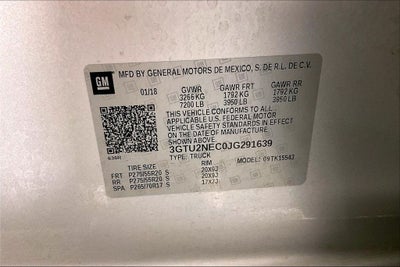 GM
MFD BY GENERAL MOTORS DE MEXICO, S. DE R.L. DE C.V.
01/18 GVWR GAWR FRT GAWR RR
3266 KG 1792 KG 1792 KG
7200 LB 3950 LB 3950 LB
THIS VEHICLE CONFORMS TO ALL
APPLICABLE U.S. FEDERAL MOTOR
VEHICLE SAFETY STANDARDS IN
EFFECT ON THE DATE OF
MANUFACTURE SHOWN ABOVE.
3GTU2NEC0JG291639
TYPE: TRUCK
TIRE SIZE RIM MODEL: 09TK15543
FRT P275/55R20 S 20X9J
RR P275/55R20 S 20X9J
SPA P265/70R17 S 17X7J